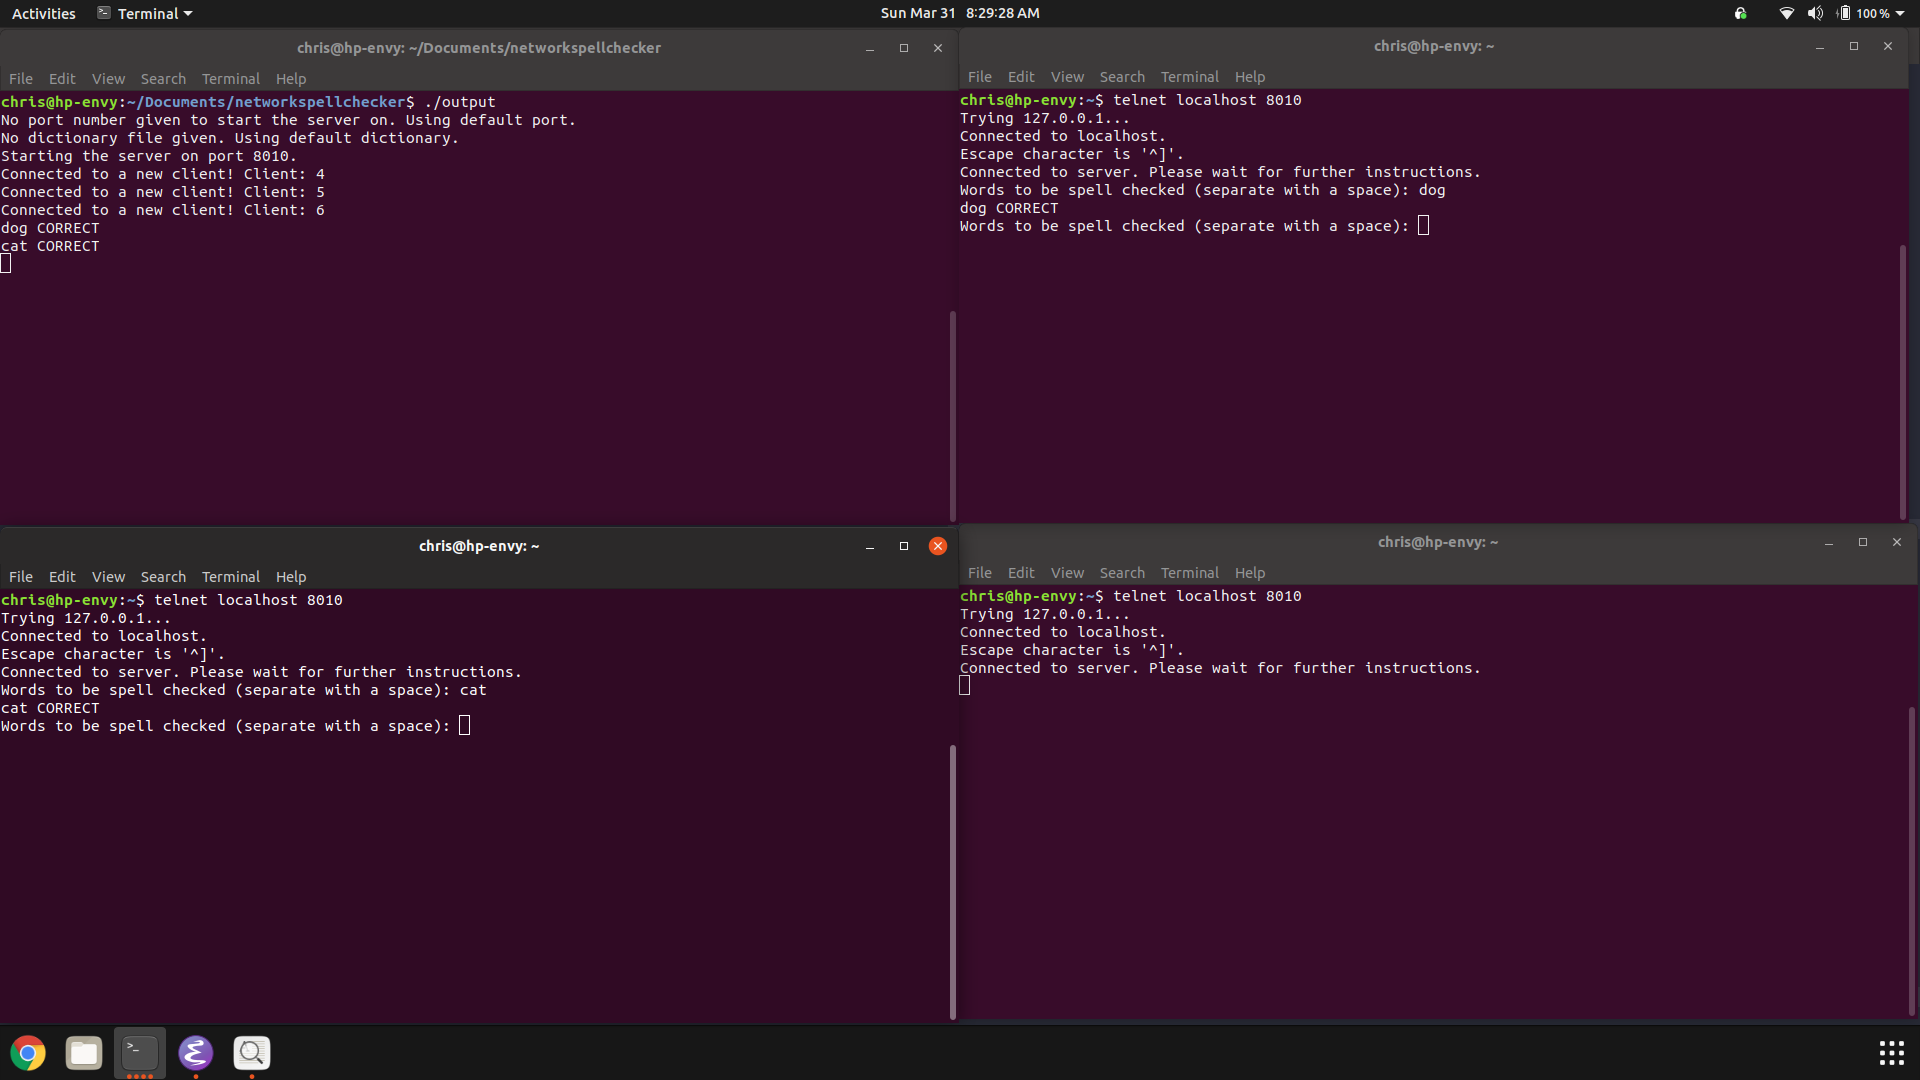 Activities Terminal Sun Mar 31 8:29:28 AM 100 %
chris@hp-envy: ~/Documents/networkspellchecker
File Edit View Search Terminal Help
chris@hp-envy:~/Documents/networkspellchecker$ ./output
No port number given to start the server on. Using default port.
No dictionary file given. Using default dictionary.
Starting the server on port 8010.
Connected to a new client! Client: 4
Connected to a new client! Client: 5
Connected to a new client! Client: 6
dog CORRECT
cat CORRECT
chris@hp-envy: ~
File Edit View Search Terminal Help
chris@hp-envy:~$ telnet localhost 8010
Trying 127.0.0.1...
Connected to localhost.
Escape character is '^]'.
Connected to server. Please wait for further instructions.
Words to be spell checked (separate with a space): dog
dog CORRECT
Words to be spell checked (separate with a space):
chris@hp-envy: ~
File Edit View Search Terminal Help
chris@hp-envy:~$ telnet localhost 8010
Trying 127.0.0.1...
Connected to localhost.
Escape character is '^]'.
Connected to server. Please wait for further instructions.
Words to be spell checked (separate with a space): cat
cat CORRECT
Words to be spell checked (separate with a space):
chris@hp-envy: ~
File Edit View Search Terminal Help
chris@hp-envy:~$ telnet localhost 8010
Trying 127.0.0.1...
Connected to localhost.
Escape character is '^]'.
Connected to server. Please wait for further instructions.